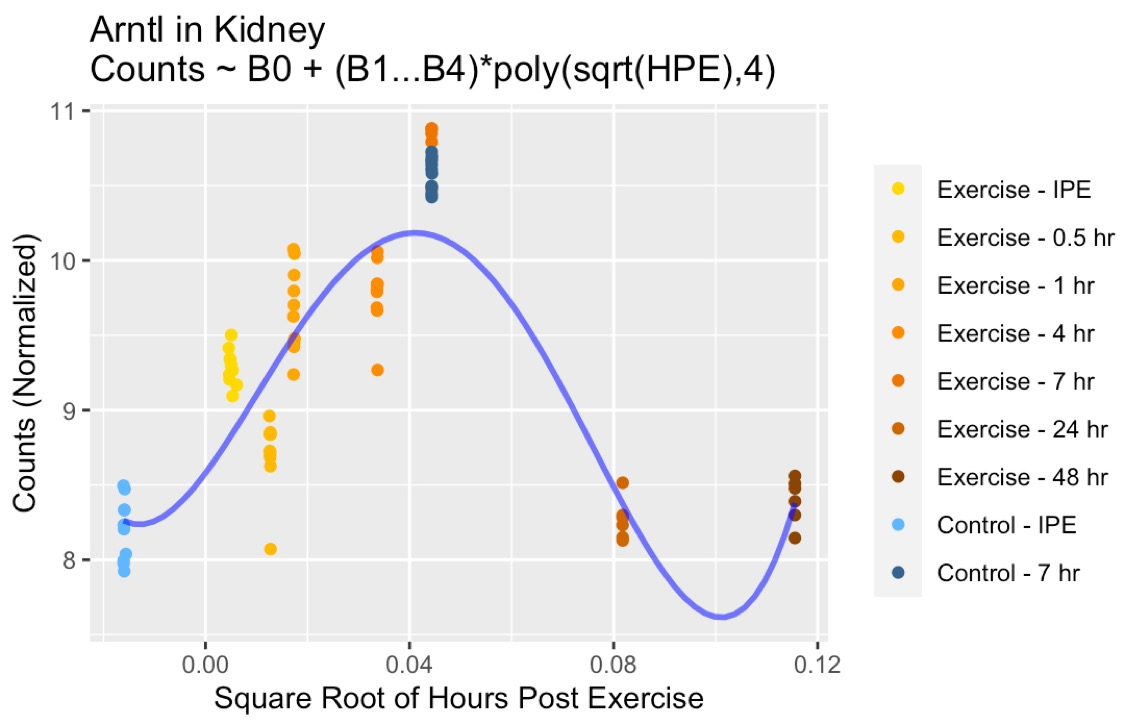 Arntl in Kidney
Counts ~ B0 + (B1...B4)*poly(sqrt(HPE),4)
11
10
9
8
Counts (Normalized)
0.00
0.04
0.08
0.12
Square Root of Hours Post Exercise
Exercise - IPE
Exercise - 0.5 hr
Exercise - 1 hr
Exercise - 4 hr
Exercise - 7 hr
Exercise - 24 hr
Exercise - 48 hr
Control - IPE
Control - 7 hr